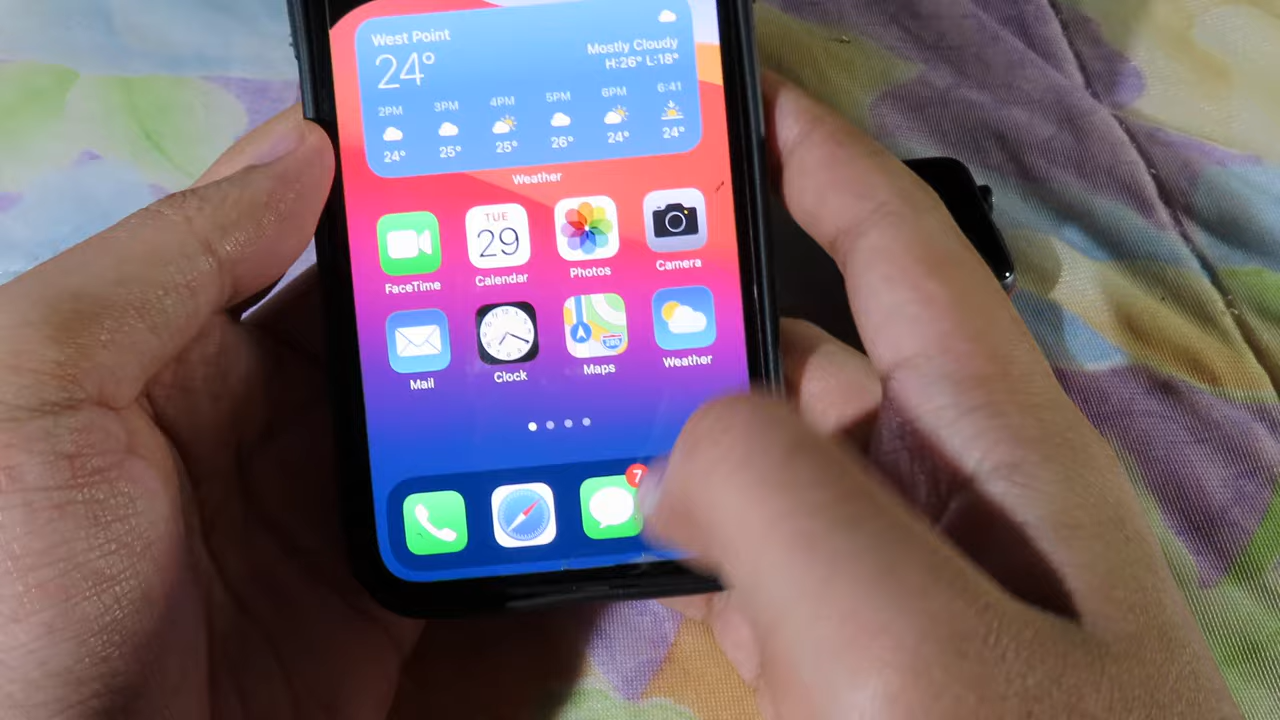 West Point
24°
Mostly Cloudy
H:26° L:18°
2PM 3PM 4PM 5PM 6PM 6:41
24° 25° 25° 26° 24° 24°
Weather
TUE
29
FaceTime Calendar Photos Camera
280
Mail Clock Maps Weather
7